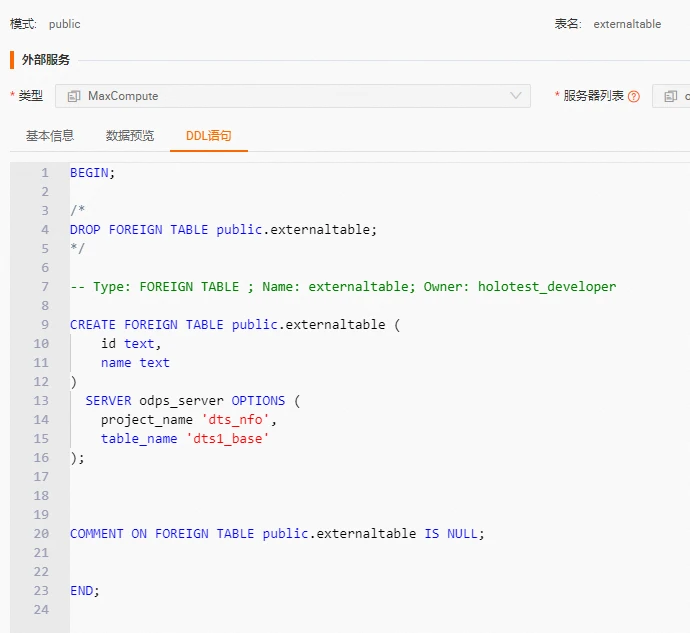 模式: public 表名: externaltable
外部服务
* 类型 MaxCompute * 服务器列表
基本信息 数据预览 DDL语句
1 BEGIN;
2
3 /*
4 DROP FOREIGN TABLE public.externaltable;
5 */
6
7 -- Type: FOREIGN TABLE ; Name: externaltable; Owner: holotest_developer
8
9 CREATE FOREIGN TABLE public.externaltable (
10 id text,
11 name text
12 )
13 SERVER odps_server OPTIONS (
14 project_name 'dts_nfo',
15 table_name 'dts1_base'
16 );
17
18
19
20 COMMENT ON FOREIGN TABLE public.externaltable IS NULL;
21
22
23 END;
24